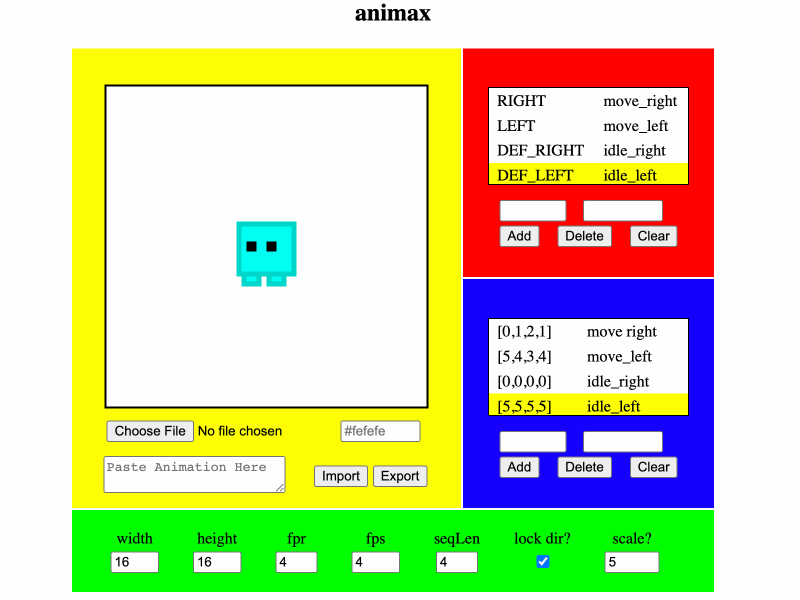 animax
RIGHT move_right
LEFT move_left
DEF_RIGHT idle_right
DEF_LEFT idle_left
Add Delete Clear
[0,1,2,1] move right
[5,4,3,4] move_left
[0,0,0,0] idle_right
[5,5,5,5] idle_left
Add Delete Clear
Choose File No file chosen #fefefe
Paste Animation Here
Import Export
width height fpr fps seqLen lock dir? scale?
16 16 4 4 4 5